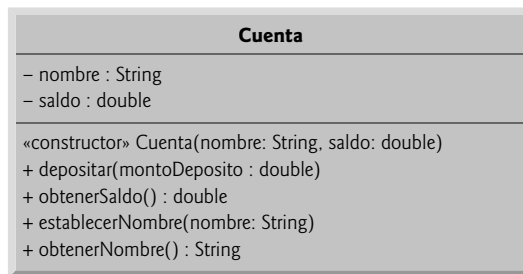 Cuenta
– nombre : String
– saldo : double
«constructor» Cuenta(nombre: String, saldo: double)
+ depositar(montoDeposito : double)
+ obtenerSaldo() : double
+ establecerNombre(nombre: String)
+ obtenerNombre() : String